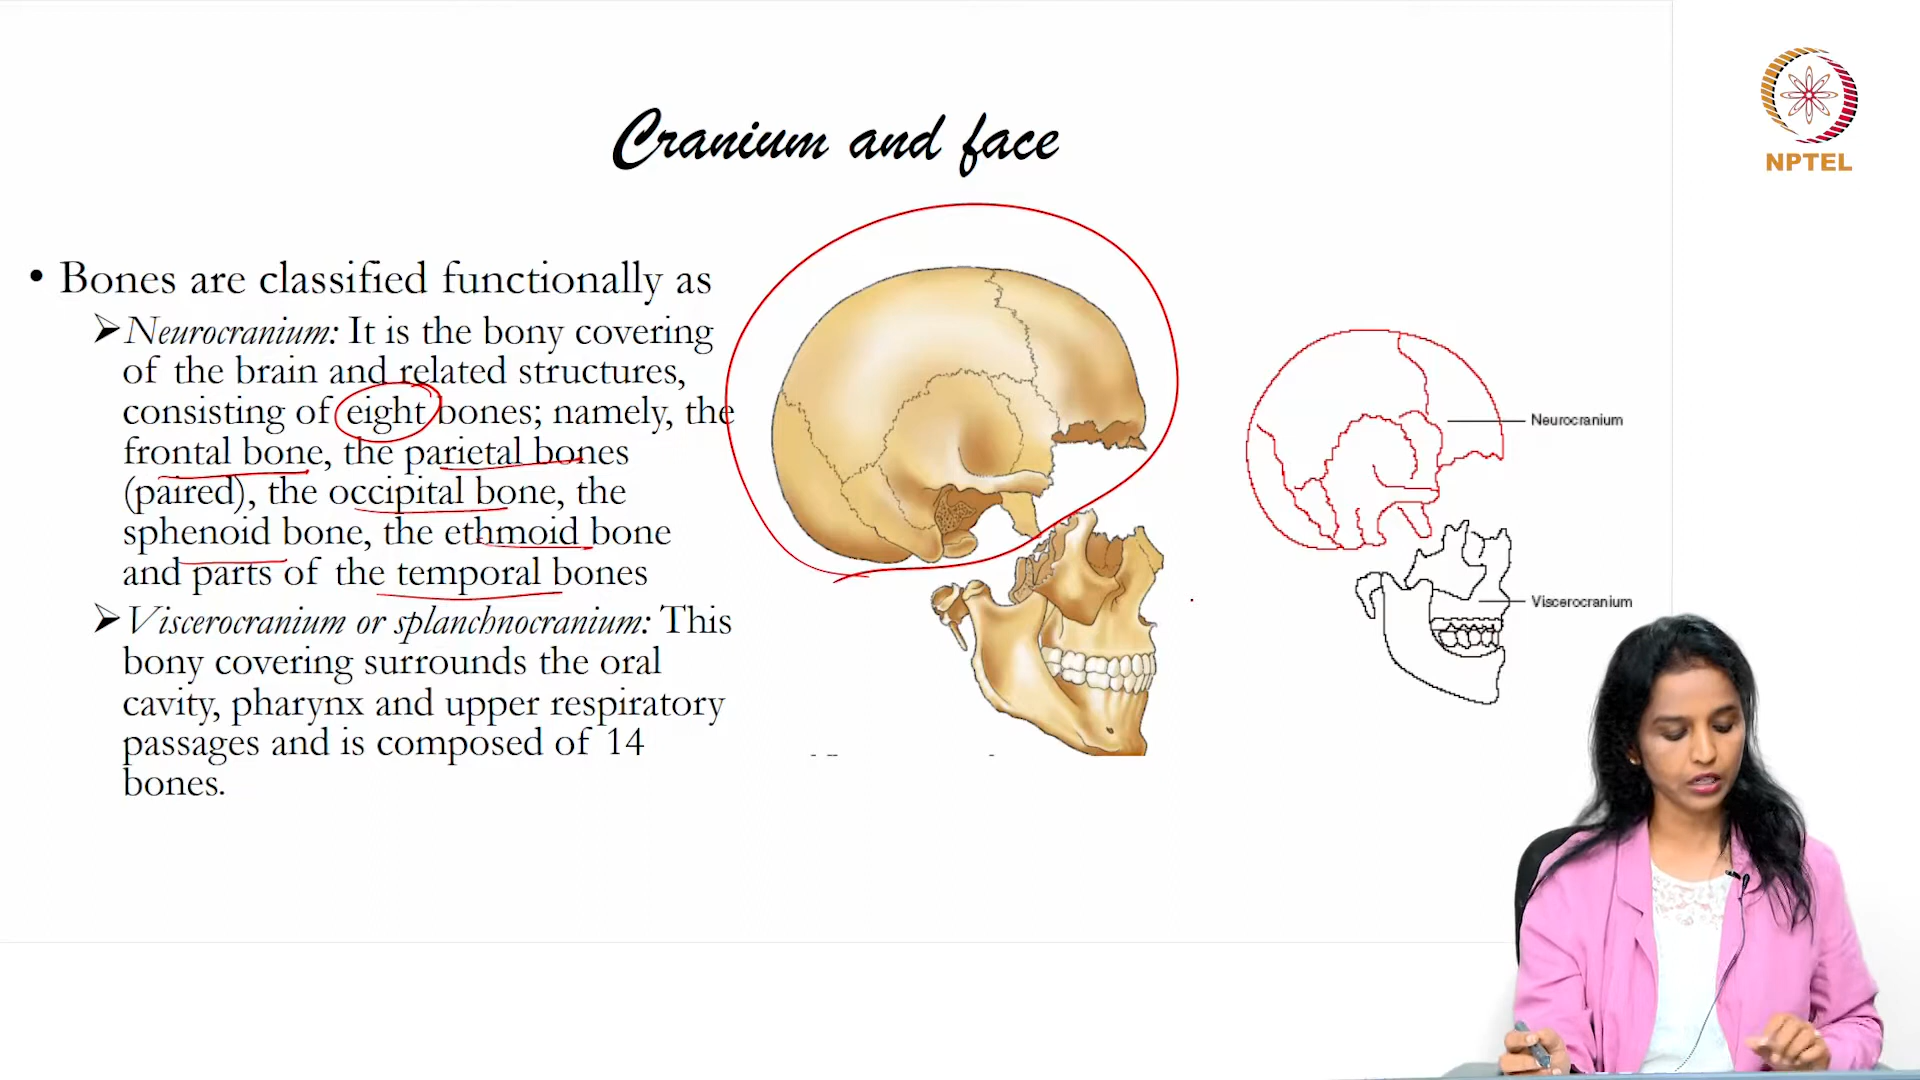 NPTEL
Cranium and face
• Bones are classified functionally as
➢Neurocranium: It is the bony covering
of the brain and related structures,
consisting of eight bones; namely, the
frontal bone, the parietal bones
(paired), the occipital bone, the
sphenoid bone, the ethmoid bone
and parts of the temporal bones
➢Viscerocranium or splanchnocranium: This
bony covering surrounds the oral
cavity, pharynx and upper respiratory
passages and is composed of 14
bones.
Neurocranium
Viscerocranium